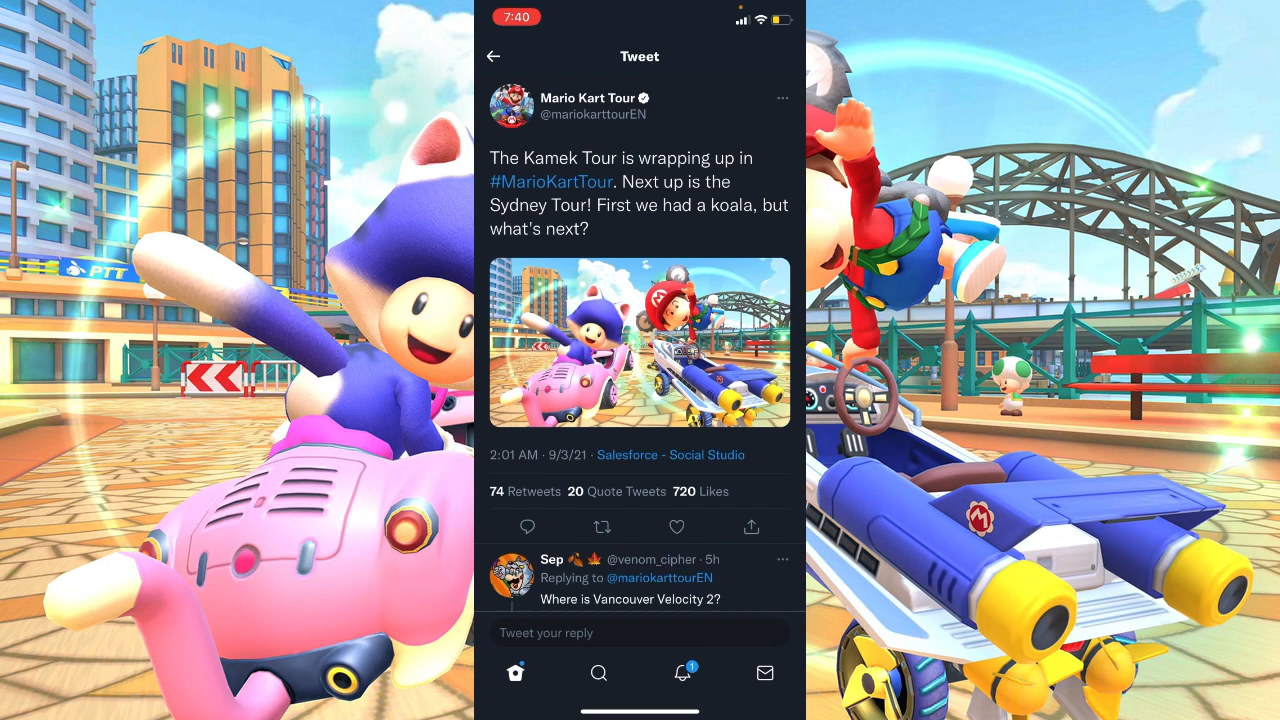 7:40
Tweet
Mario Kart Tour
@mariokarttourEN
The Kamek Tour is wrapping up in
#MarioKartTour. Next up is the
Sydney Tour! First we had a koala, but
what's next?
2:01 AM · 9/3/21 · Salesforce - Social Studio
74 Retweets 20 Quote Tweets 720 Likes
Sep 🍂 🍁 @venom_cipher · 5h
Replying to @mariokarttourEN
Where is Vancouver Velocity 2?
Tweet your reply
1
PTT
M